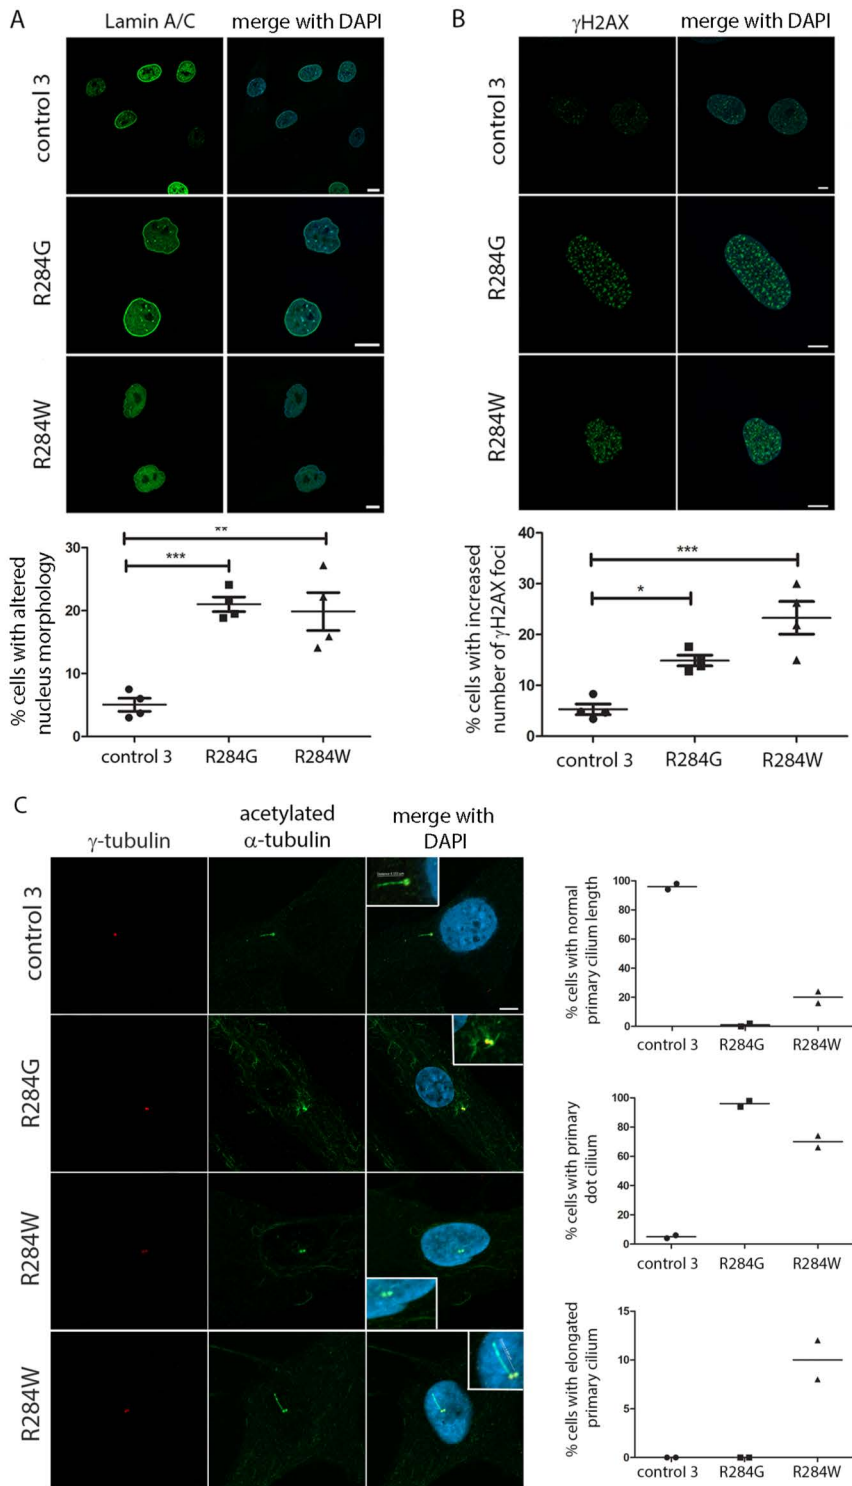 A
Lamin A/C
merge with DAPI
control 3
R284G
R284W
% cells with altered
nucleus morphology
30
20
10
0
**
***
control 3
R284G
R284W
B
γH2AX
merge with DAPI
control 3
R284G
R284W
% cells with increased
number of γH2AX foci
40
30
20
10
0
***
*
control 3
R284G
R284W
C
γ-tubulin
acetylated
α-tubulin
merge with
DAPI
control 3
R284G
R284W
R284W
% cells with normal
primary cilium length
100
80
60
40
20
0
control 3
R284G
R284W
% cells with primary
dot cilium
100
80
60
40
20
0
control 3
R284G
R284W
% cells with elongated
primary cilium
15
10
5
0
control 3
R284G
R284W